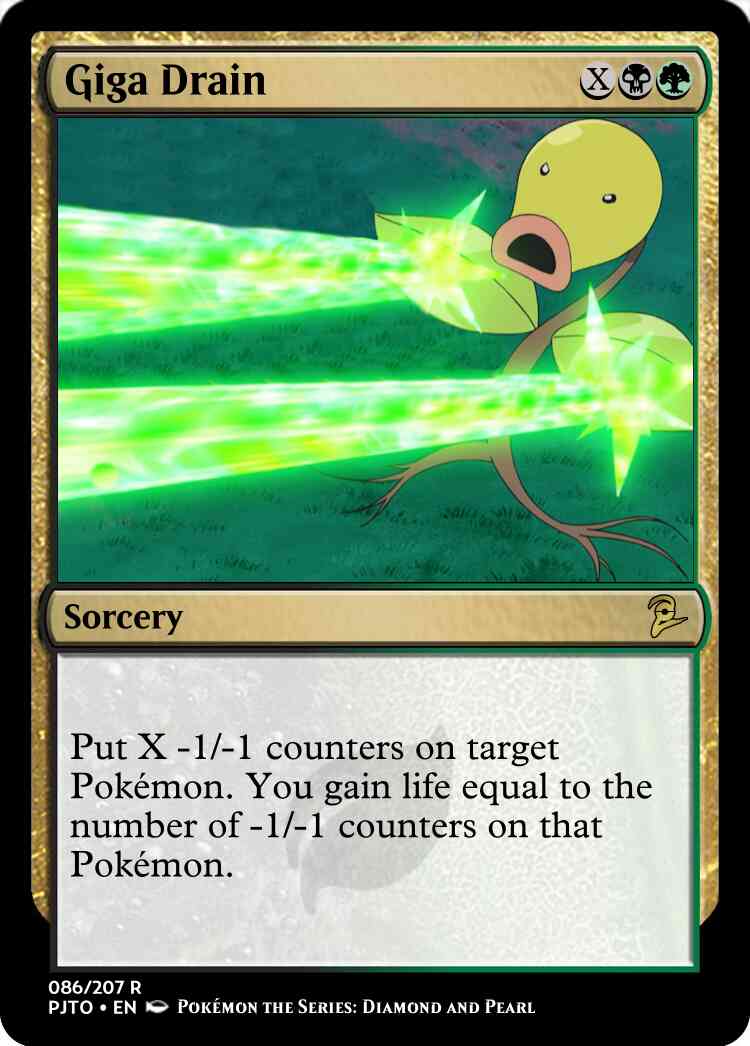 Giga Drain X
Sorcery
Put X -1/-1 counters on target
Pokémon. You gain life equal to the
number of -1/-1 counters on that
Pokémon.
086/207 R
PJTO • EN Pokémon the Series: Diamond and Pearl